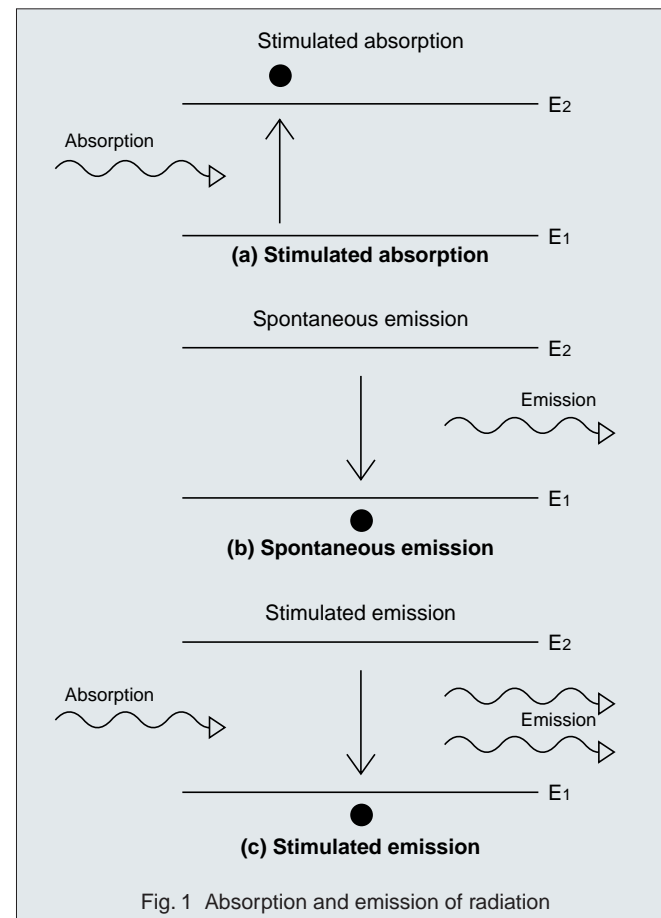 Stimulated absorption
E2
Absorption
E1
(a) Stimulated absorption
Spontaneous emission
E2
Emission
E1
(b) Spontaneous emission
Stimulated emission
E2
Absorption
Emission
E1
(c) Stimulated emission
Fig. 1 Absorption and emission of radiation